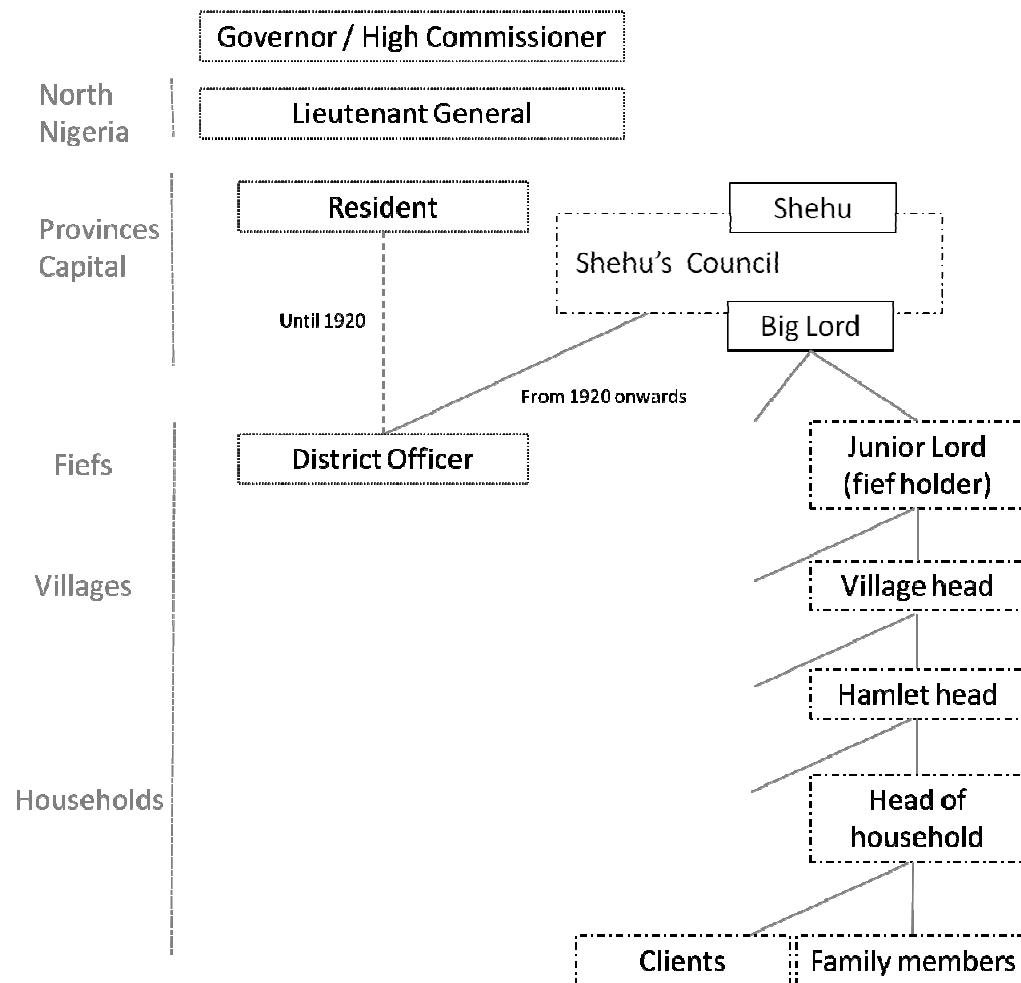 Governor / High Commissioner
North
Nigeria
Lieutenant General
Provinces
Capital
Resident
Shehu
Shehu's Council
Until 1920
Big Lord
From 1920 onwards
Fiefs
District Officer
Junior Lord
(fief holder)
Villages
Village head
Hamlet head
Households
Head of
household
Clients
Family members